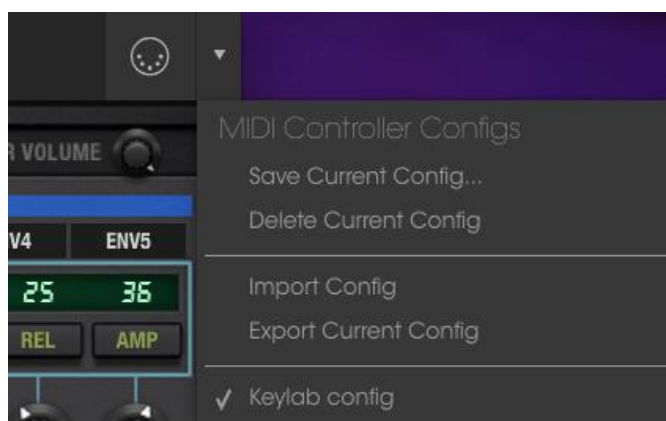 MIDI Controller Configs
VOLUME
Save Current Config...
Delete Current Config
ENV5
25 36
Import Config
REL AMP
Export Current Config
✓ Keylab config